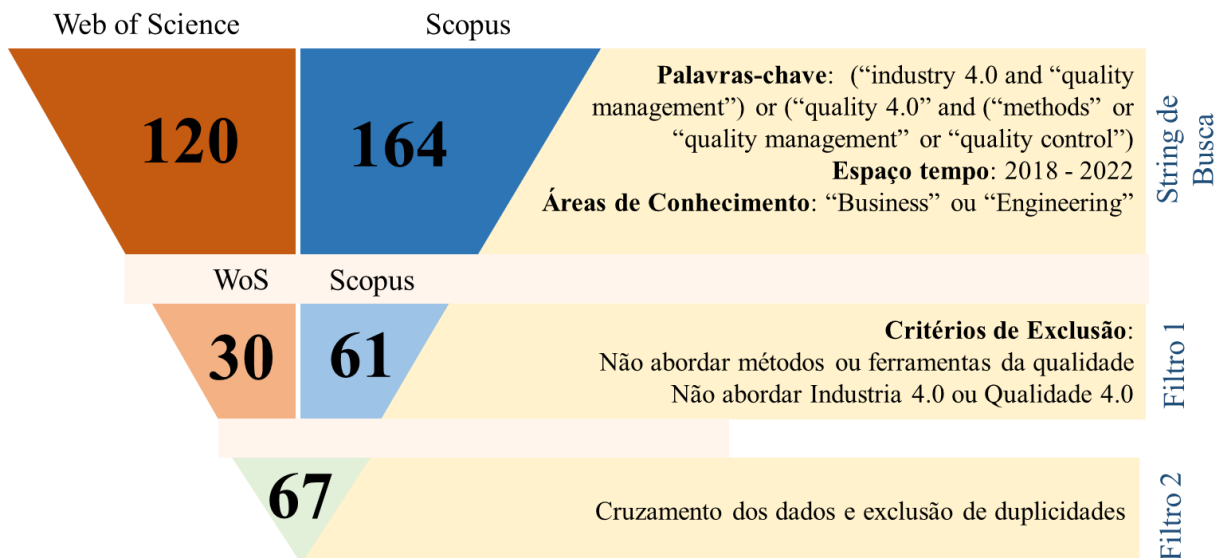 Web of Science
Scopus
120
164
Palavras-chave: (“industry 4.0 and “quality
management”) or (“quality 4.0” and (“methods” or
“quality management” or “quality control”)
Espaço tempo: 2018 - 2022
Áreas de Conhecimento: “Business” ou “Engineering”
String de
Busca
WoS
Scopus
30
61
Critérios de Exclusão:
Não abordar métodos ou ferramentas da qualidade
Não abordar Industria 4.0 ou Qualidade 4.0
Filtro 1
67
Cruzamento dos dados e exclusão de duplicidades
Filtro 2